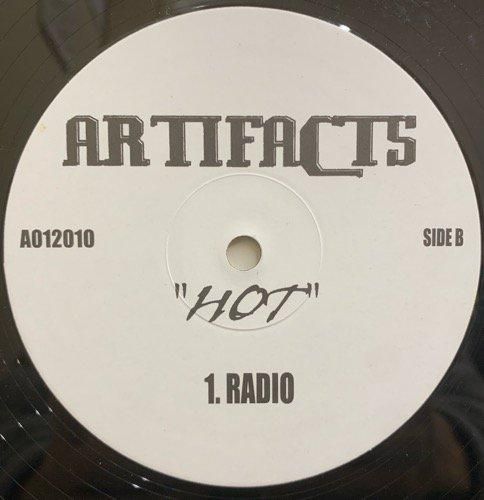 ARTIFACTS
A012010
SIDE B
"HOT"
1. RADIO